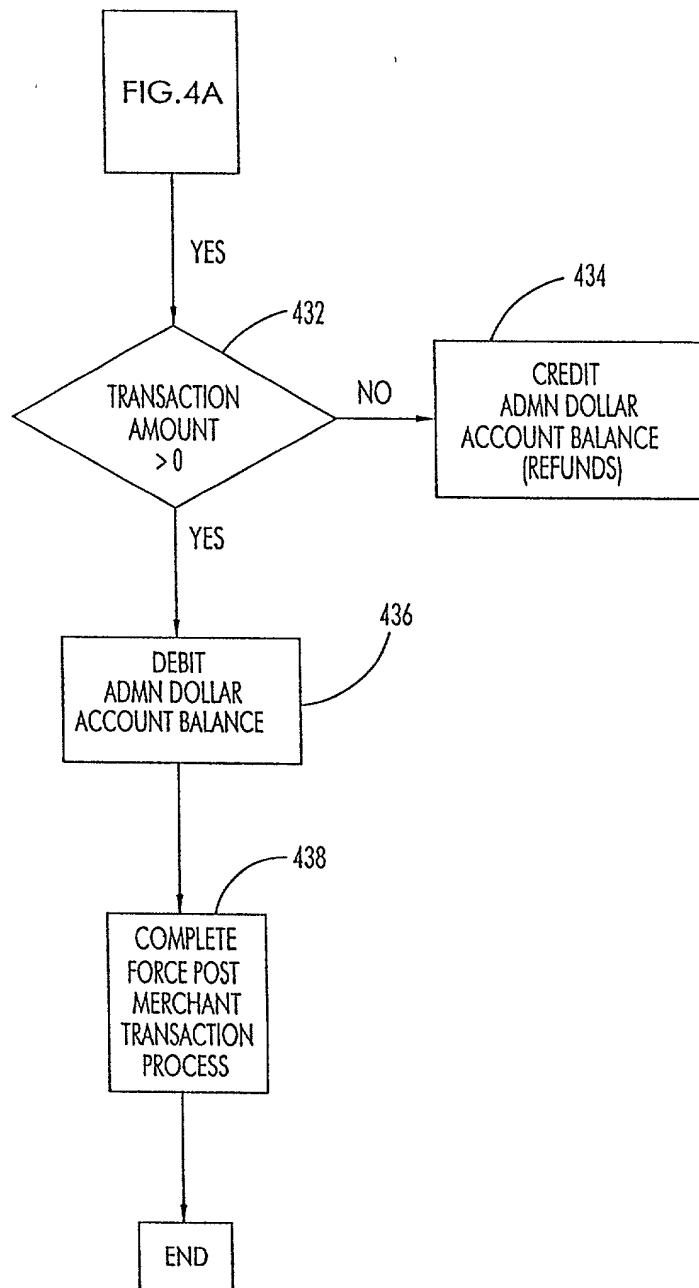 FIG.4A
YES
432
434
TRANSACTION
AMOUNT
> 0
NO
CREDIT
ADMN DOLLAR
ACCOUNT BALANCE
(REFUNDS)
YES
436
DEBIT
ADMN DOLLAR
ACCOUNT BALANCE
438
COMPLETE
FORCE POST
MERCHANT
TRANSACTION
PROCESS
END